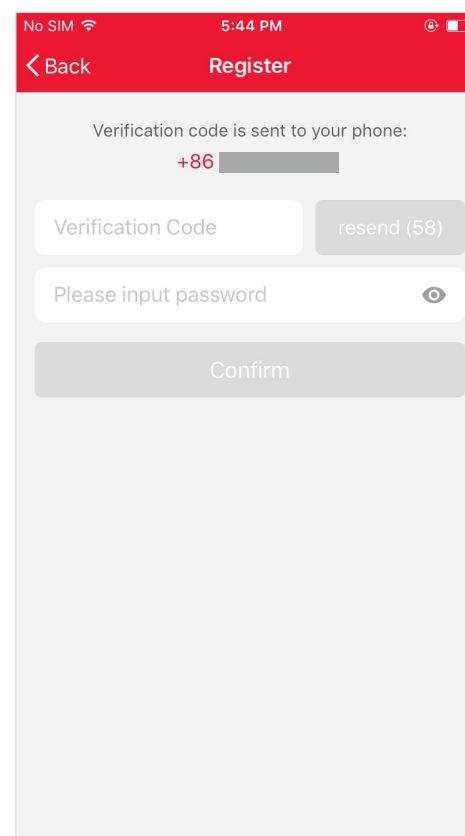 No SIM 5:44 PM
Back Register
Verification code is sent to your phone:
+86
Verification Code resend (58)
Please input password
Confirm